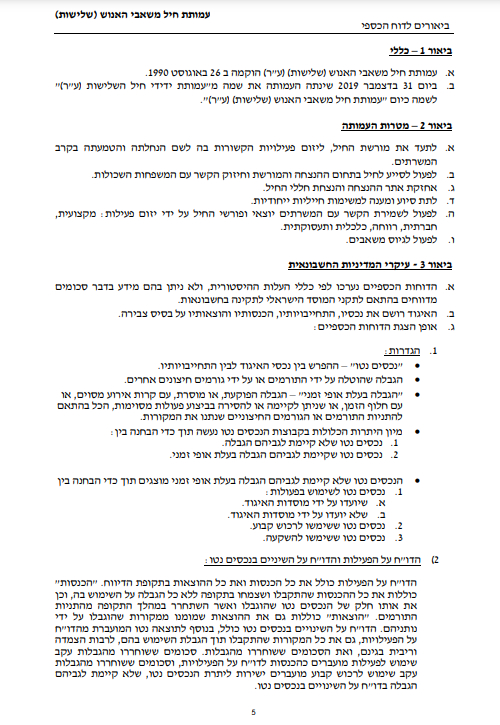 עמותת חיל משאבי האנוש (שלישות)
ביאורים לדוח הכספי
ביאור 1 – כללי
א. עמותת חיל משאבי האנוש (שלישות) (ע"ר) הוקמה ב 26 באוגוסט 1990.
ב. ביום 31 בדצמבר 2019 שינתה העמותה את שמה מ"עמותת ידידי חיל השלישות (ע"ר)"
לשמה כיום "עמותת חיל משאבי האנוש (שלישות) (ע"ר)".
ביאור 2 – מטרות העמותה
א. לתעד את מורשת החיל, ליזום פעילויות הקשורות בה לשם הנחלתה והטמעתה בקרב
המשרתים.
ב. לפעול לסייע לחיל בתחום ההנצחה והמורשת וחיזוק הקשר עם המשפחות השכולות.
ג. אחזקת אתר ההנצחה והנצחת חללי החיל.
ד. לתת סיוע ומענה למשימות חייליות ייחודיות.
ה. לפעול לשמירת הקשר עם המשרתים יוצאי ופורשי החיל על ידי יזום פעילות: מקצועית,
חברתית, רווחה, כלכלית ותעסוקתית.
ו. לפעול לגיוס משאבים.
ביאור 3 - עיקרי המדיניות החשבונאית
א. הדוחות הכספיים נערכו לפי כללי העלות ההיסטורית, ולא ניתן בהם מידע בדבר סכומים
מדווחים בהתאם לתקני המוסד הישראלי לתקינה בחשבונאות.
ב. האיגוד רושם את נכסיו, התחייבויותיו, הכנסותיו והוצאותיו על בסיס צבירה.
ג. אופן הצגת הדוחות הכספיים:
1. הגדרות:
• "נכסים נטו" – ההפרש בין נכסי האיגוד לבין התחייבויותיו.
• הגבלה שהוטלה על ידי התורמים או על ידי גורמים חיצונים אחרים.
• "הגבלה בעלת אופי זמני" – הגבלה הפוקעת, או מוסרת, עם קרות אירוע מסוים, או
עם חלוף הזמן, או שניתן לקיימה או להסירה בביצוע פעולות מסוימות, הכל בהתאם
להתניות התורמים או הגורמים החיצוניים שנתנו את המקורות.
• מיון היתרות הכלולות בקבוצות הנכסים נטו נעשה תוך כדי הבחנה בין:
1. נכסים נטו שלא קיימת לגביהם הגבלה.
2. נכסים נטו שקיימת לגביהם הגבלה בעלת אופי זמני.
• הנכסים נטו שלא קיימת לגביהם הגבלה בעלת אופי זמני מוצגים תוך כדי הבחנה בין
1. נכסים נטו לשימוש בפעולות:
א. שיועדו על ידי מוסדות האיגוד.
ב. שלא יועדו על ידי מוסדות האיגוד.
2. נכסים נטו ששימשו לרכוש קבוע.
3. נכסים נטו ששימשו להשקעה.
2) הדו"ח על הפעילות והדו"ח על השיניים בנכסים נטו:
הדו"ח על הפעילות כולל את כל הכנסות ואת כל ההוצאות בתקופת הדיווח. "הכנסות"
כוללות את כל ההכנסות שהתקבלו ושצמחו בתקופה ללא כל הגבלה על השימוש בה, וכן
את אותו חלק של הנכסים נטו שהוגבלו ואשר השתחרר במהלך התקופה מהתניות
התורמים. "הוצאות" כוללות גם את ההוצאות שמומנו ממקורות שהוגבלו על ידי
נותניהם. הדו"ח על השינויים בנכסים נטו כולל, בנוסף לתוצאה נטו המועברת מהדו"ח
על הפעילויות, גם את כל המקורות שהתקבלו תוך הגבלת השימוש בהם, לרבות הצמדה
וריבית בגינם, ואת הסכומים ששוחררו מהגבלות. סכומים ששוחררו מהגבלות עקב
שימוש לפעילות מועברים כהכנסות לדו"ח על הפעילויות, וסכומים ששוחררו מהגבלות
עקב שימוש לרכוש קבוע מועברים ישירות ליתרת הנכסים נטו, שלא קיימת לגביהם
הגבלה בדו"ח על השינויים בנכסים נטו.
5